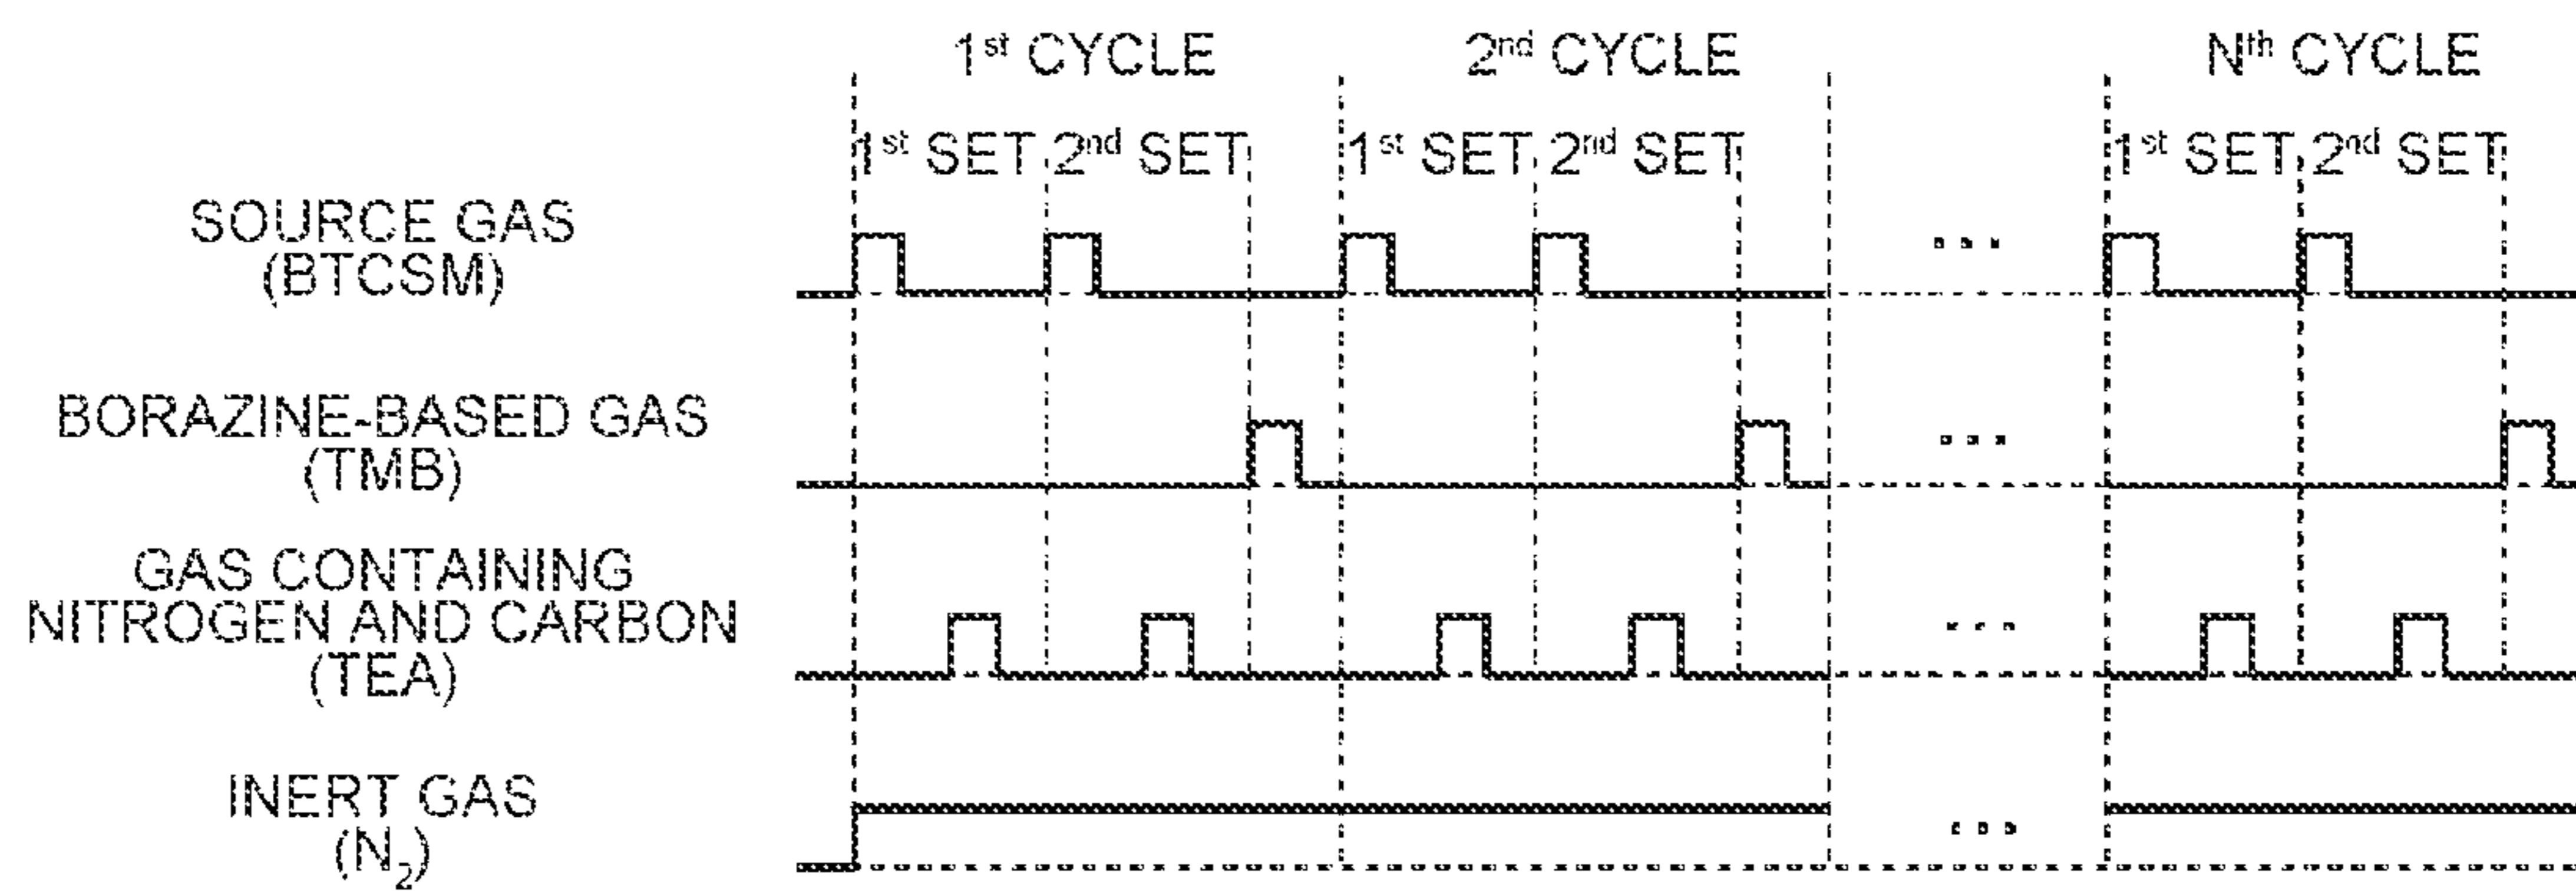 1st CYCLE 2nd CYCLE Nth CYCLE
1st SET 2nd SET 1st SET 2nd SET 1st SET 2nd SET
SOURCE GAS
(BTCSM)
BORAZINE-BASED GAS
(TMB)
GAS CONTAINING
NITROGEN AND CARBON
(TEA)
INERT GAS
(N2)